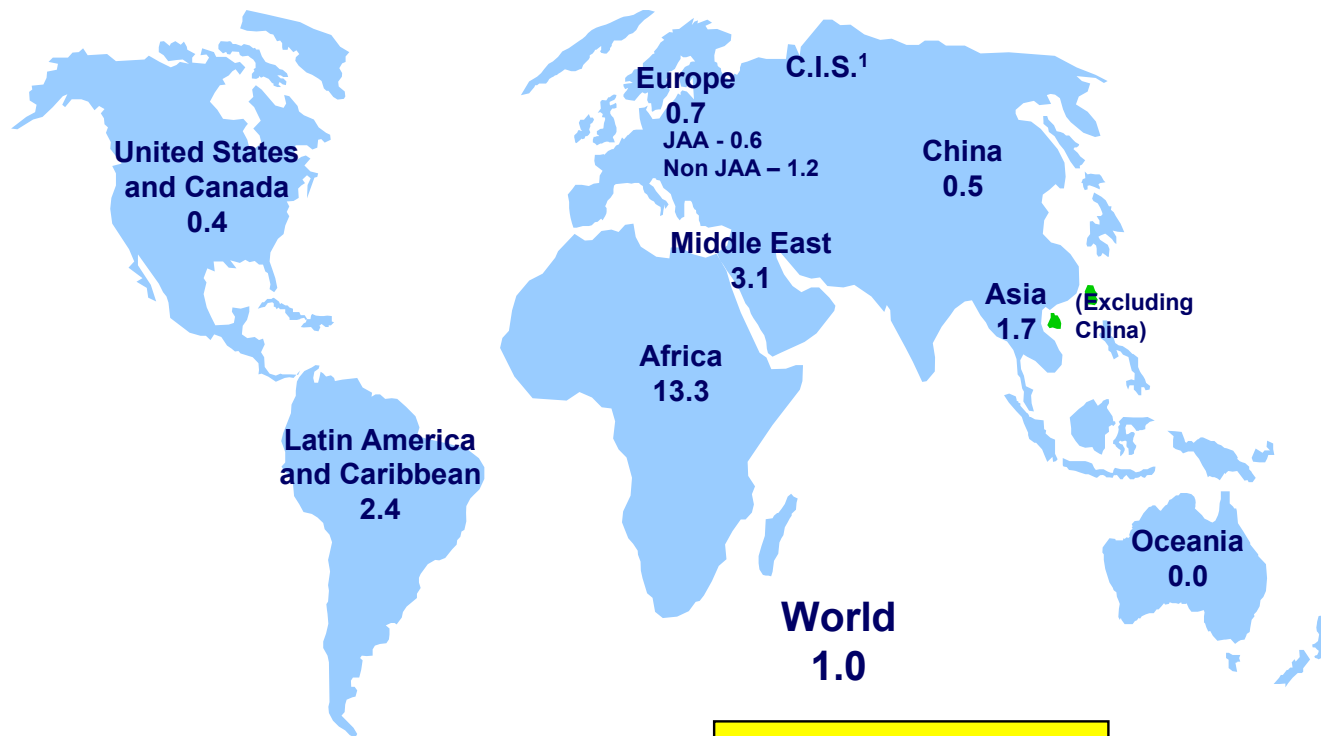 C.I.S.¹
Europe
0.7
JAA - 0.6
Non JAA – 1.2
United States
and Canada
0.4
China
0.5
Middle East
3.1
Asia
1.7
(Excluding
China)
Africa
13.3
Latin America
and Caribbean
2.4
Oceania
0.0
World
1.0